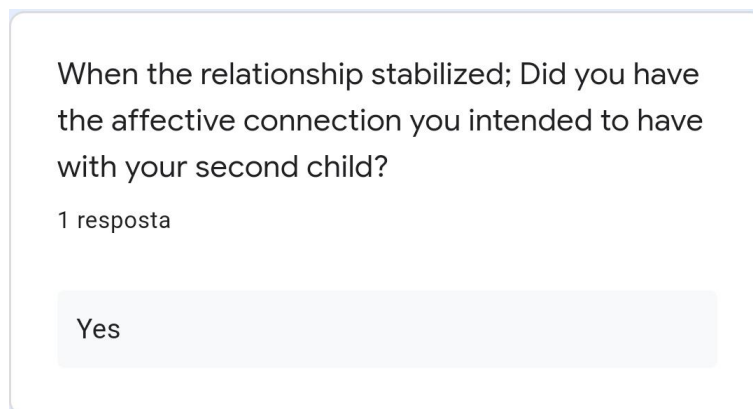 When the relationship stabilized; Did you have
the affective connection you intended to have
with your second child?
1 resposta
Yes